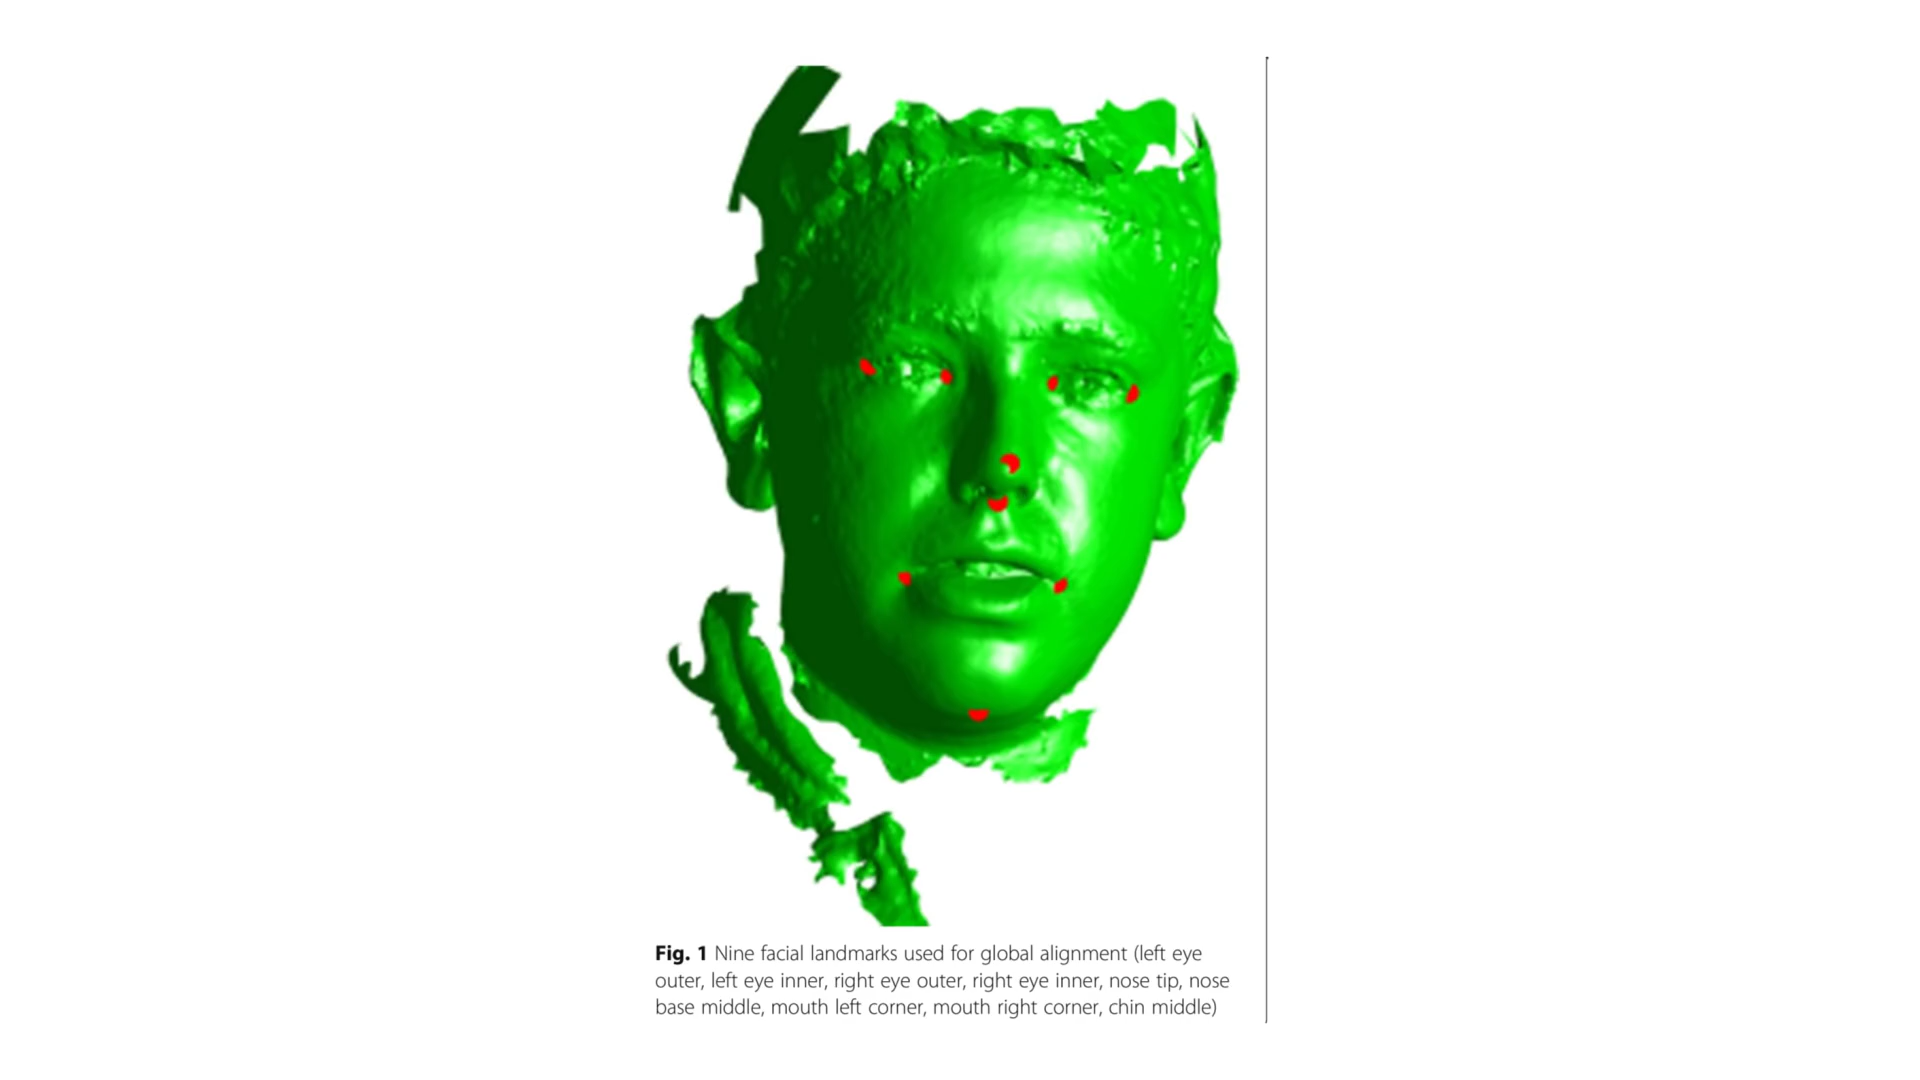 Fig. 1 Nine facial landmarks used for global alignment (left eye
outer, left eye inner, right eye outer, right eye inner, nose tip, nose
base middle, mouth left corner, mouth right corner, chin middle)